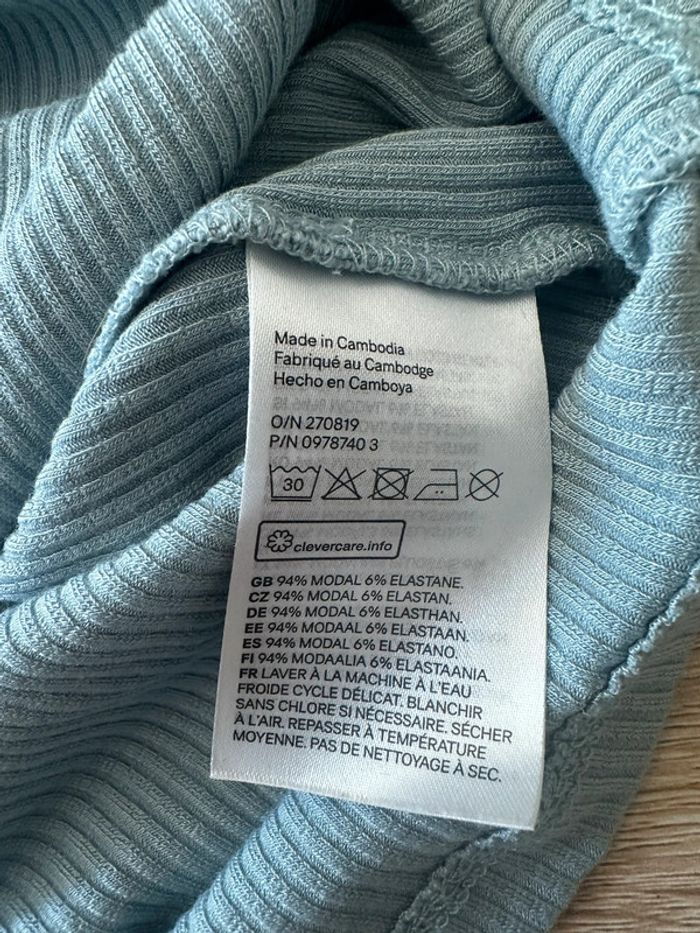 Made in Cambodia
Fabriqué au Cambodge
Hecho en Camboya
O/N 270819
P/N 0978740 3
30
clevercare.info
GB 94% MODAL 6% ELASTANE.
CZ 94% MODAL 6% ELASTAN.
DE 94% MODAL 6% ELASTHAN.
EE 94% MODAAL 6% ELASTAAN.
ES 94% MODAL 6% ELASTANO.
FI 94% MODAALIA 6% ELASTAANIA.
FR LAVER À LA MACHINE À L'EAU
FROIDE CYCLE DÉLICAT. BLANCHIR
SANS CHLORE SI NÉCESSAIRE. SÉCHER
À L'AIR. REPASSER À TEMPÉRATURE
MOYENNE. PAS DE NETTOYAGE À SEC.